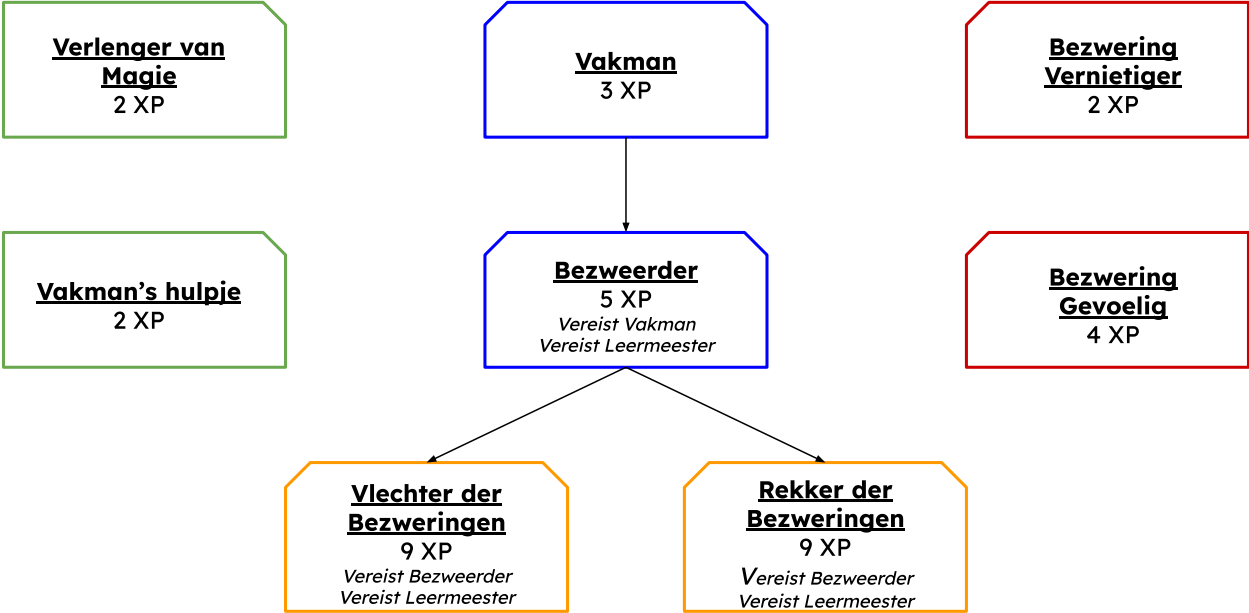 Verlenger van
Magie
2 XP
Vakman
3 XP
Bezwering
Vernietiger
2 XP
Vakman’s hulpje
2 XP
Bezweerder
5 XP
Vereist Vakman
Vereist Leermeester
Bezwering
Gevoelig
4 XP
Vlechter der
Bezweringen
9 XP
Vereist Bezweerder
Vereist Leermeester
Rekker der
Bezweringen
9 XP
Vereist Bezweerder
Vereist Leermeester